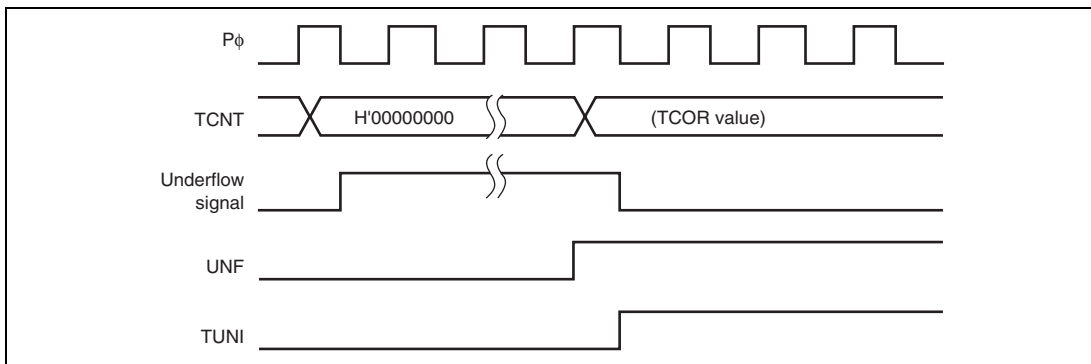 Pϕ
TCNT
H'00000000
(TCOR value)
Underflow
signal
UNF
TUNI